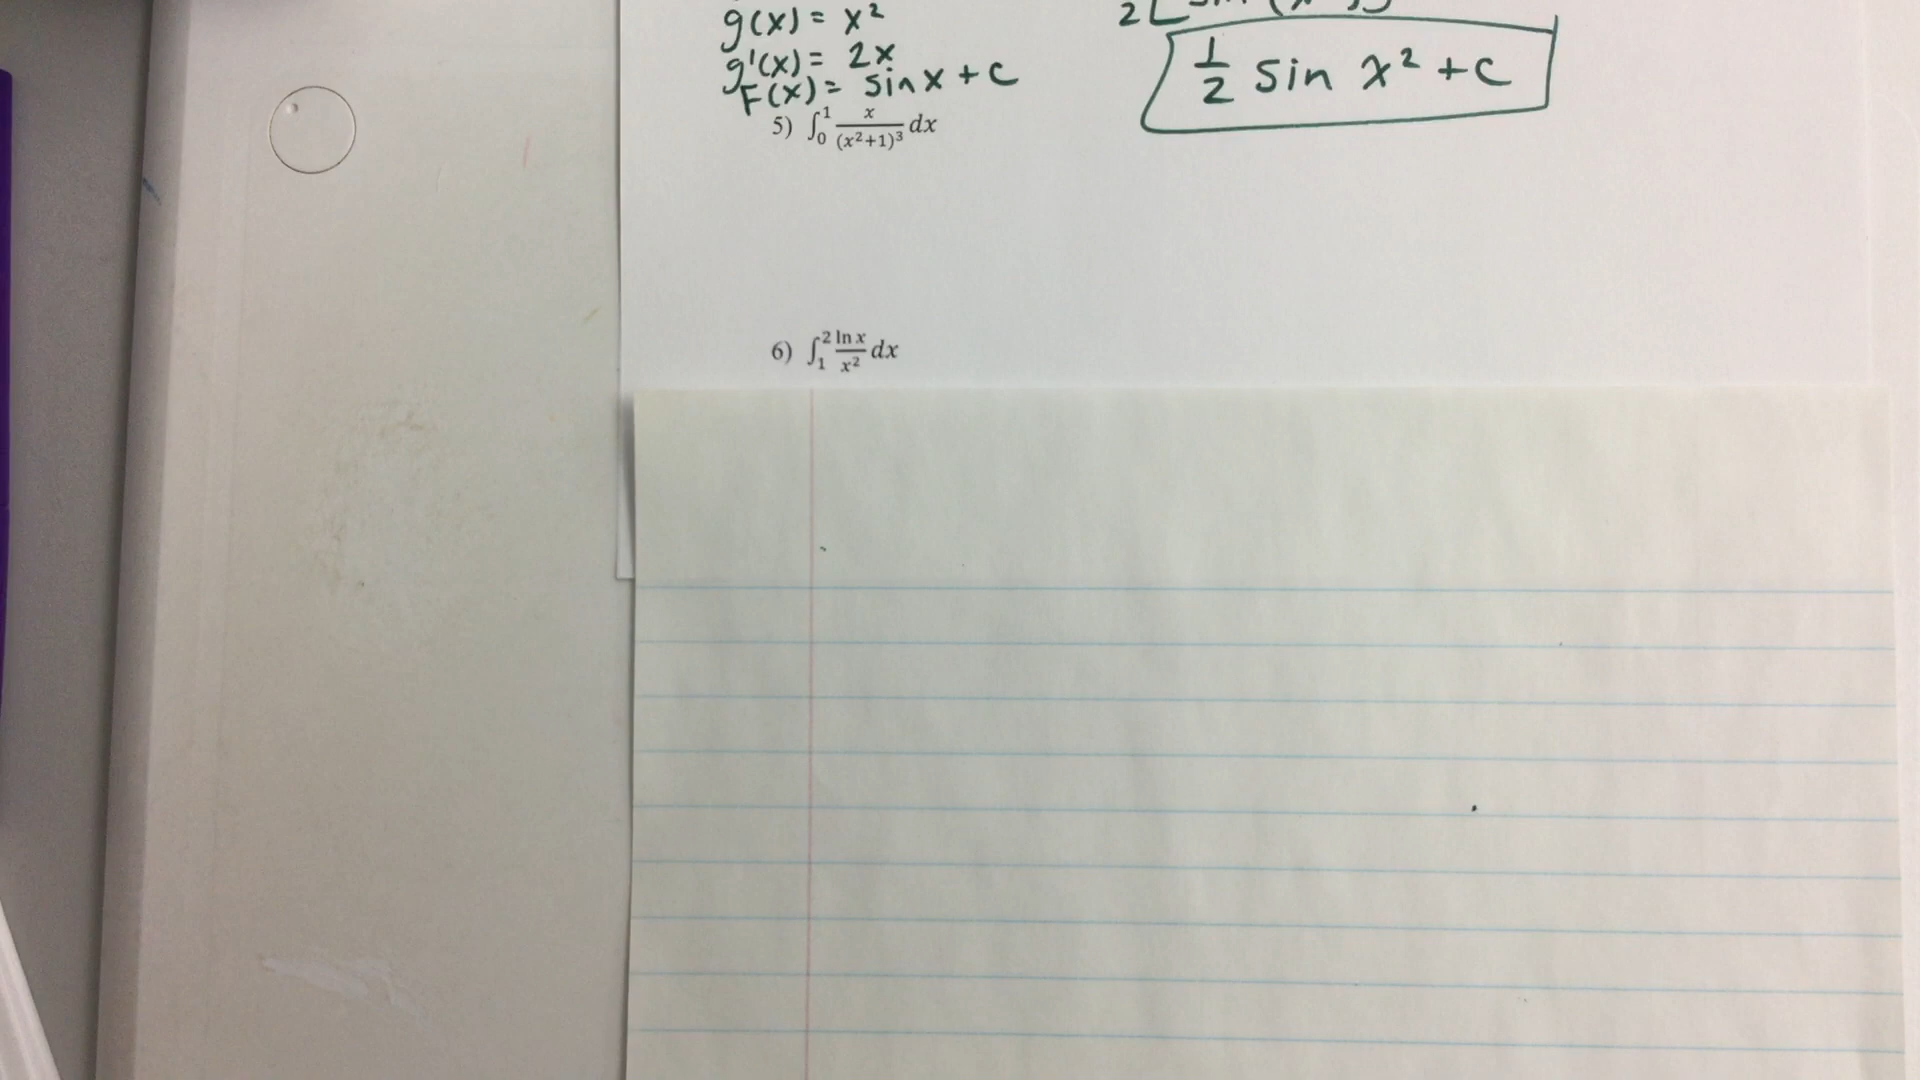 g(x) = x²
g'(x) = 2x
F(x) = sin x + c
½ sin x² + c
5) ∫₀¹ x/(x²+1)³ dx
6) ∫₁² ln x/x² dx